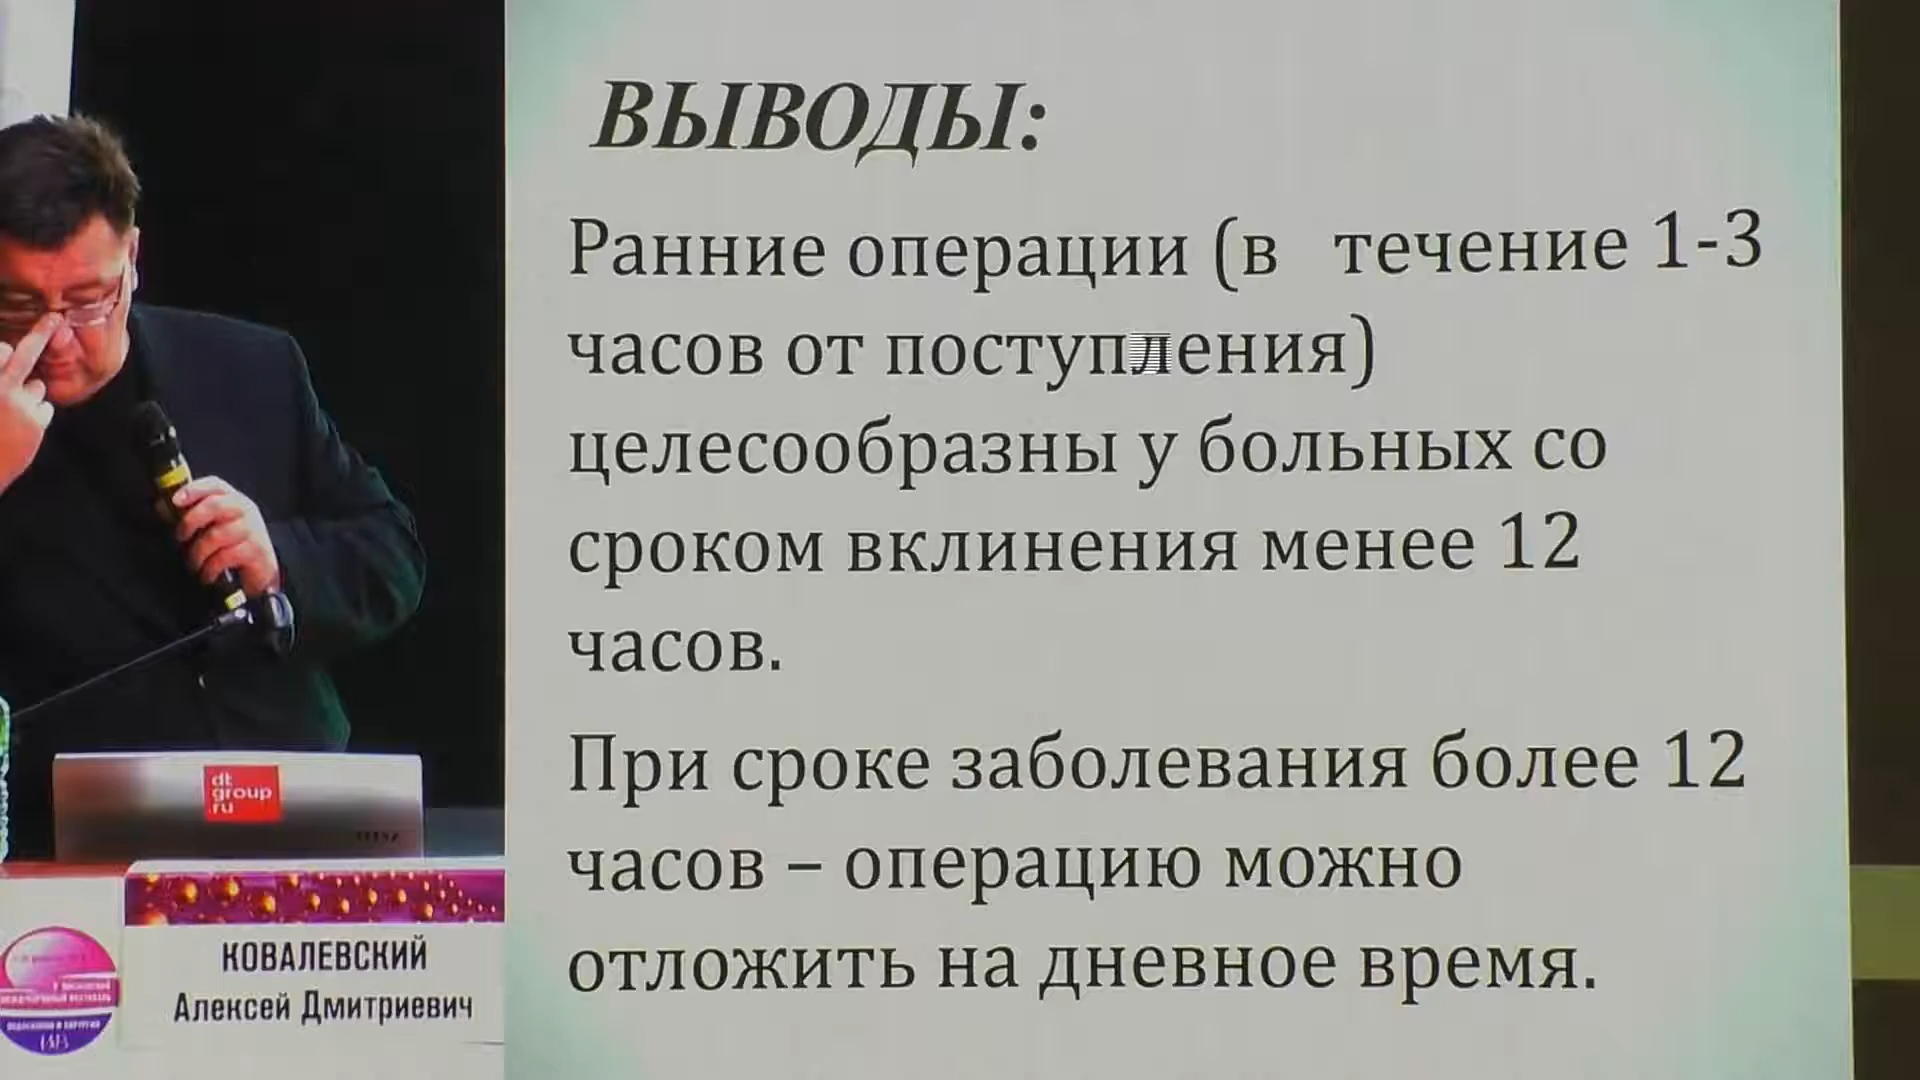 ВЫВОДЫ:
Ранние операции (в течение 1-3
часов от поступления)
целесообразны у больных со
сроком вклинения менее 12
часов.
При сроке заболевания более 12
часов – операцию можно
отложить на дневное время.
dt
group
.ru
КОВАЛЕВСКИЙ
Алексей Дмитриевич